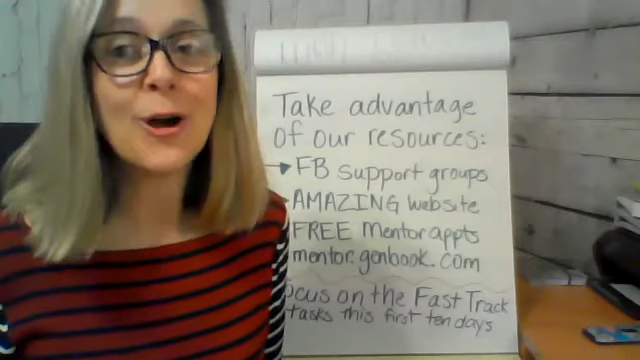 Take advantage
of our resources:
FB support groups
AMAZING website
FREE Mentor appts
mentor.genbook.com
ocus on the Fast Track
tasks this first ten days